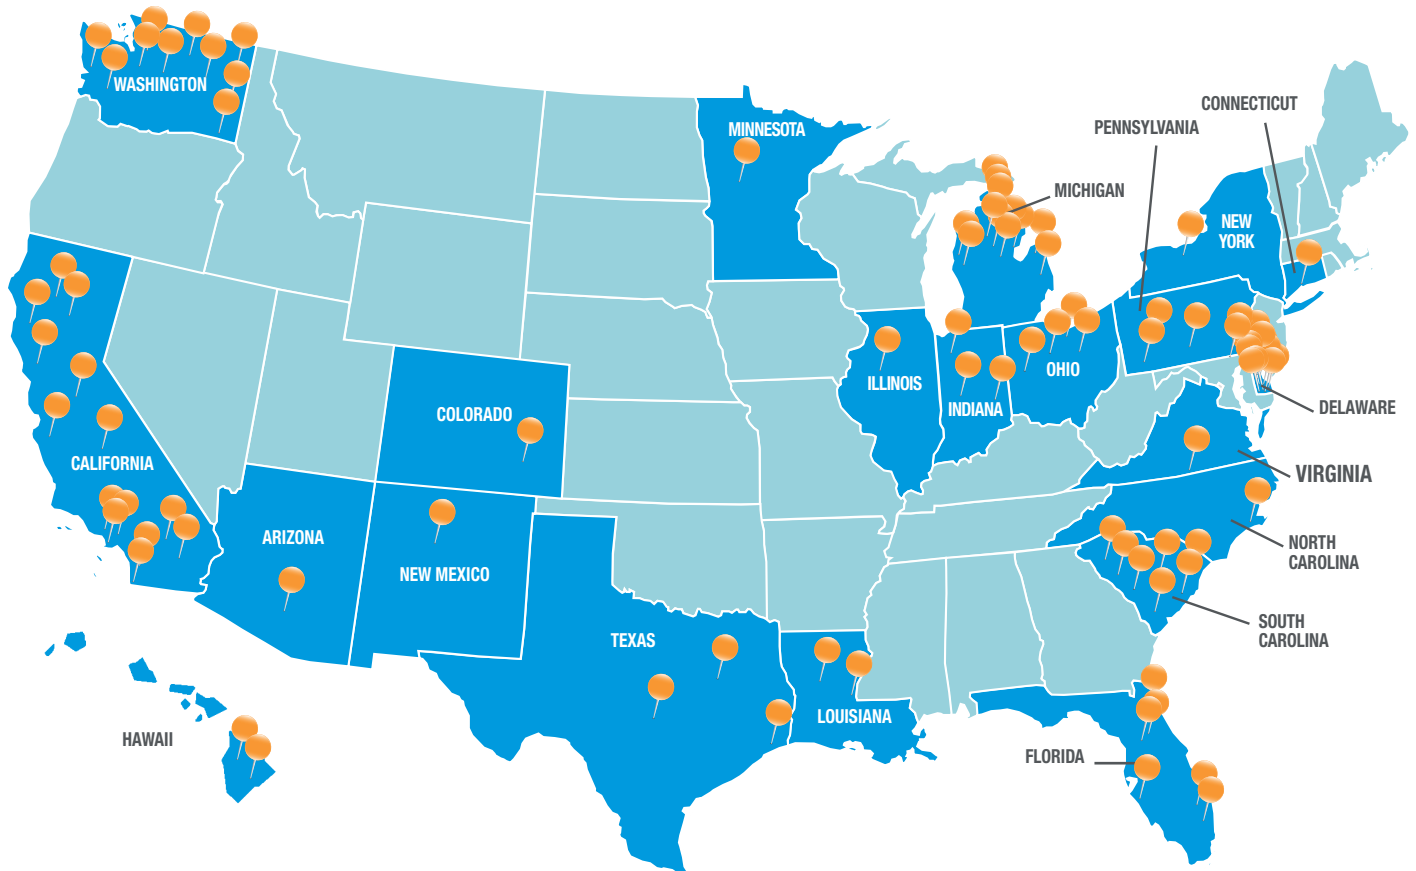 WASHINGTON
MINNESOTA
CONNECTICUT
PENNSYLVANIA
MICHIGAN
NEW
YORK
ILLINOIS
INDIANA
OHIO
COLORADO
DELAWARE
CALIFORNIA
VIRGINIA
ARIZONA
NEW MEXICO
NORTH
CAROLINA
SOUTH
CAROLINA
TEXAS
LOUISIANA
HAWAII
FLORIDA